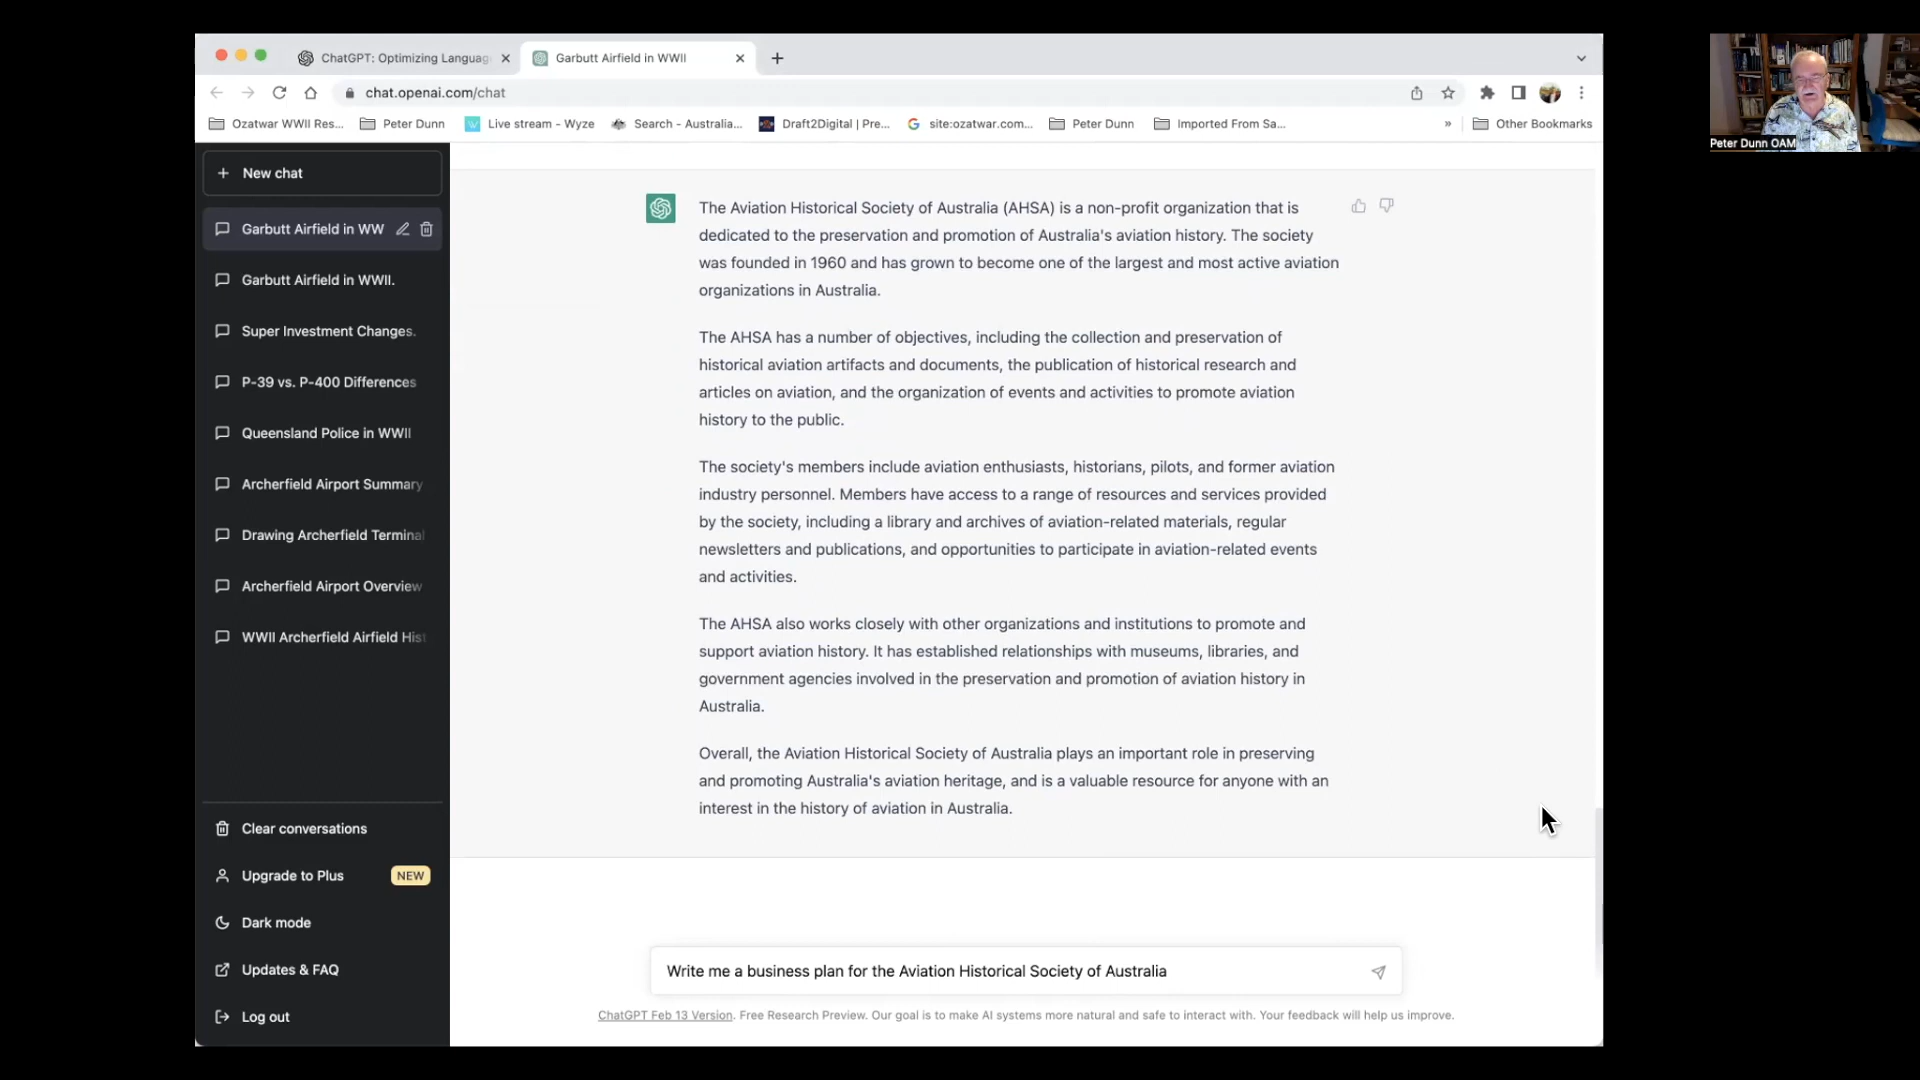 ChatGPT: Optimizing Languag
Garbutt Airfield in WWII
chat.openai.com/chat
Ozatwar WWII Res...
Peter Dunn
Live stream - Wyze
Search - Australia...
Draft2Digital | Pre...
site:ozatwar.com...
Peter Dunn
Imported From Sa...
»
Other Bookmarks
Peter Dunn OAM
+ New chat
Garbutt Airfield in WW
Garbutt Airfield in WWII.
Super Investment Changes.
P-39 vs. P-400 Differences
Queensland Police in WWII
Archerfield Airport Summary
Drawing Archerfield Terminal
Archerfield Airport Overview
WWII Archerfield Airfield Hist
Clear conversations
Upgrade to Plus NEW
Dark mode
Updates & FAQ
Log out
The Aviation Historical Society of Australia (AHSA) is a non-profit organization that is
dedicated to the preservation and promotion of Australia's aviation history. The society
was founded in 1960 and has grown to become one of the largest and most active aviation
organizations in Australia.
The AHSA has a number of objectives, including the collection and preservation of
historical aviation artifacts and documents, the publication of historical research and
articles on aviation, and the organization of events and activities to promote aviation
history to the public.
The society's members include aviation enthusiasts, historians, pilots, and former aviation
industry personnel. Members have access to a range of resources and services provided
by the society, including a library and archives of aviation-related materials, regular
newsletters and publications, and opportunities to participate in aviation-related events
and activities.
The AHSA also works closely with other organizations and institutions to promote and
support aviation history. It has established relationships with museums, libraries, and
government agencies involved in the preservation and promotion of aviation history in
Australia.
Overall, the Aviation Historical Society of Australia plays an important role in preserving
and promoting Australia's aviation heritage, and is a valuable resource for anyone with an
interest in the history of aviation in Australia.
Write me a business plan for the Aviation Historical Society of Australia
ChatGPT Feb 13 Version. Free Research Preview. Our goal is to make AI systems more natural and safe to interact with. Your feedback will help us improve.